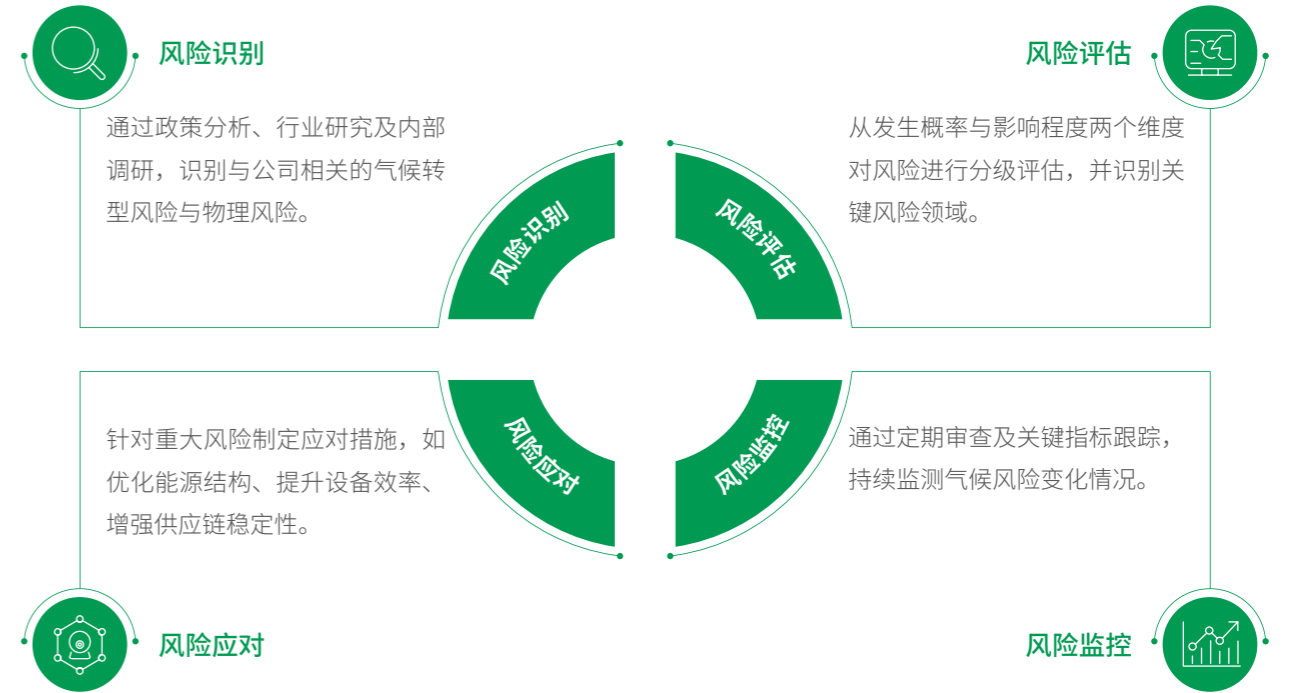 风险识别
通过政策分析、行业研究及内部
调研，识别与公司相关的气候转
型风险与物理风险。
风险评估
从发生概率与影响程度两个维度
对风险进行分级评估，并识别关
键风险领域。
风险识别
风险评估
风险应对
风险监控
针对重大风险制定应对措施，如
优化能源结构、提升设备效率、
增强供应链稳定性。
风险应对
通过定期审查及关键指标跟踪，
持续监测气候风险变化情况。
风险监控